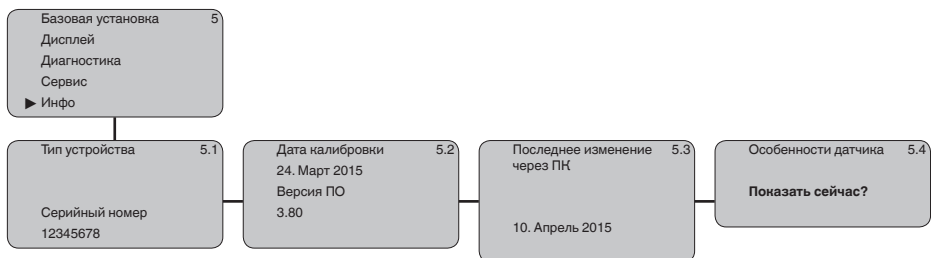 Базовая установка 5
Дисплей
Диагностика
Сервис
▶ Инфо
Тип устройства 5.1
Серийный номер
12345678
Дата калибровки 5.2
24. Март 2015
Версия ПО
3.80
Последнее изменение 5.3
через ПК
10. Апрель 2015
Особенности датчика 5.4
Показать сейчас?